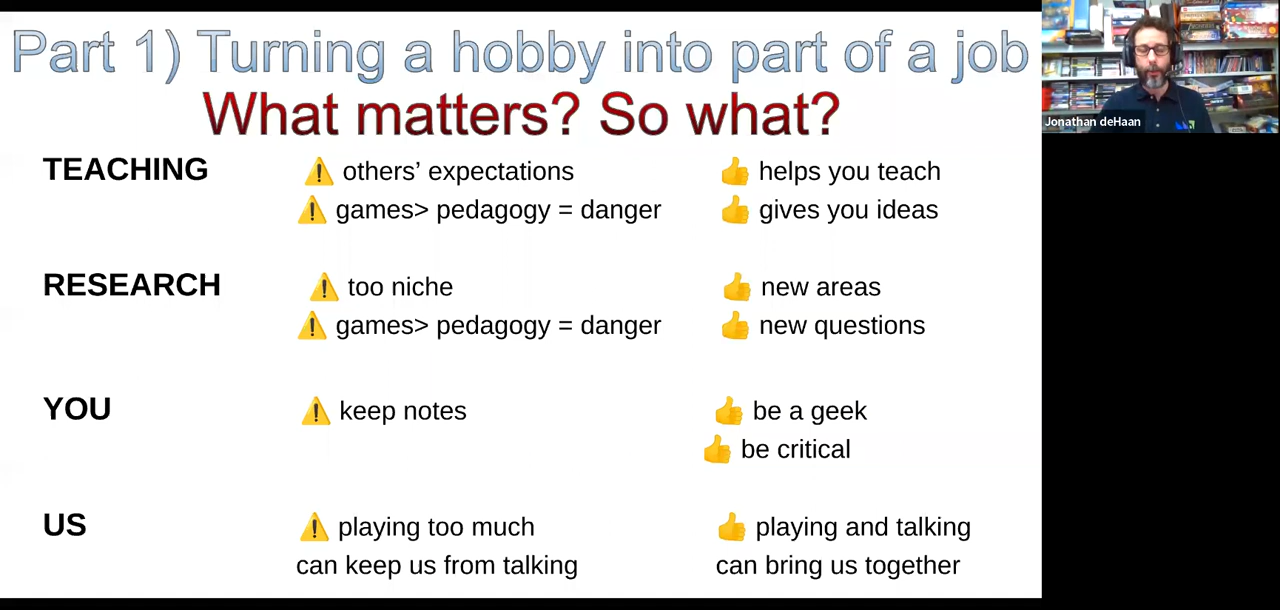 Part 1) Turning a hobby into part of a job
What matters? So what?
TEACHING ⚠️ others’ expectations 👍 helps you teach
⚠️ games> pedagogy = danger 👍 gives you ideas
RESEARCH ⚠️ too niche 👍 new areas
⚠️ games> pedagogy = danger 👍 new questions
YOU ⚠️ keep notes 👍 be a geek
👍 be critical
US ⚠️ playing too much 👍 playing and talking
can keep us from talking can bring us together
Jonathan deHaan